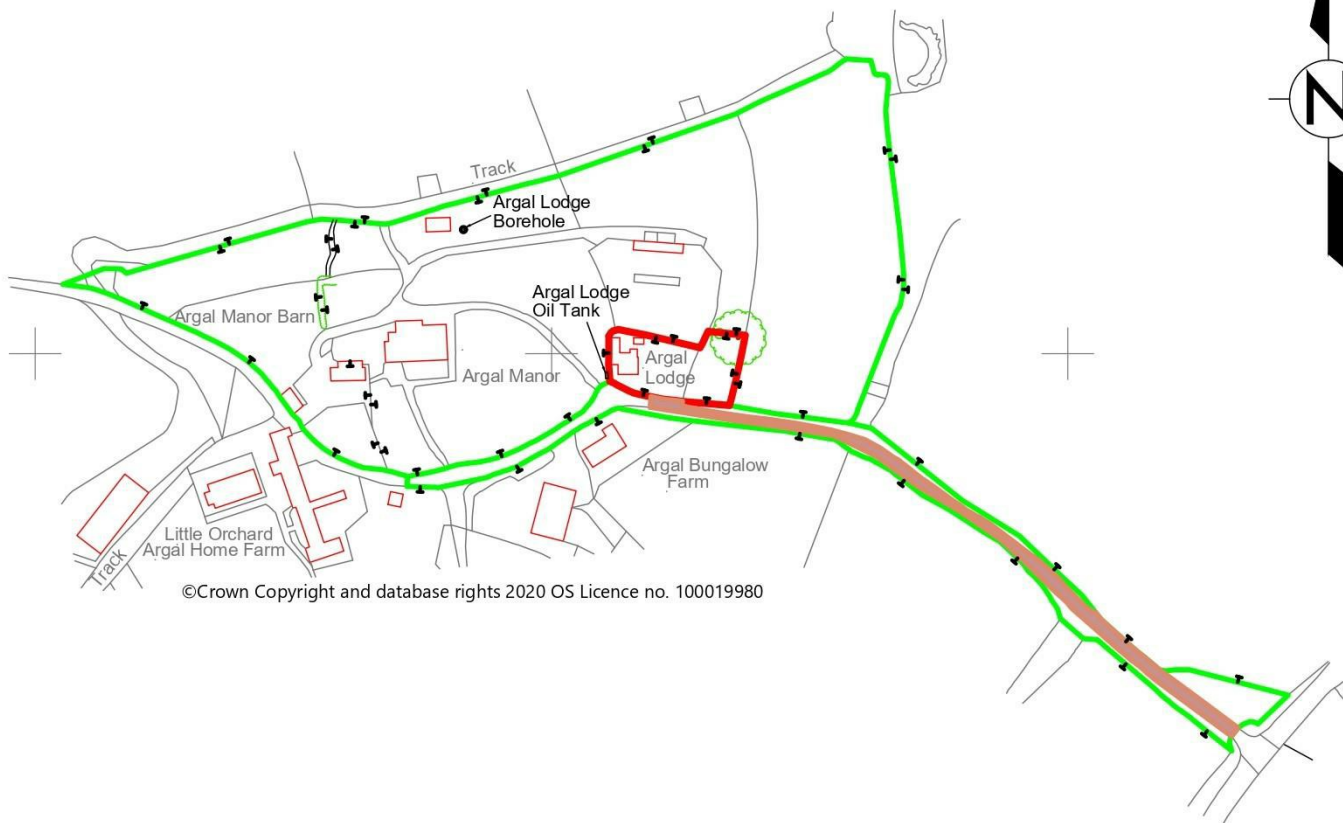 N
Track
Argal Lodge
Borehole
Argal Lodge
Oil Tank
Argal Manor Barn
Argal Manor
Argal
Lodge
Argal Bungalow
Farm
Little Orchard
Argal Home Farm
Track
©Crown Copyright and database rights 2020 OS Licence no. 100019980